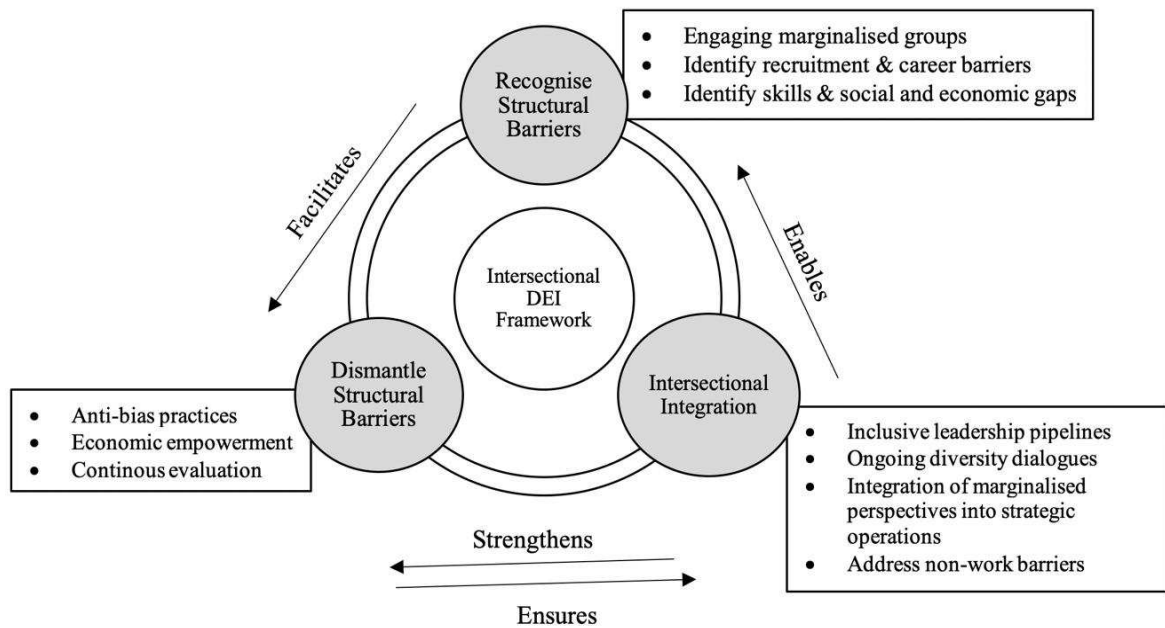 • Engaging marginalised groups
• Identify recruitment & career barriers
• Identify skills & social and economic gaps
Recognise
Structural
Barriers
Facilitates
Enables
Intersectional
DEI
Framework
Dismantle
Structural
Barriers
Intersectional
Integration
• Anti-bias practices
• Economic empowerment
• Continous evaluation
• Inclusive leadership pipelines
• Ongoing diversity dialogues
• Integration of marginalised
perspectives into strategic
operations
• Address non-work barriers
Strengthens
Ensures